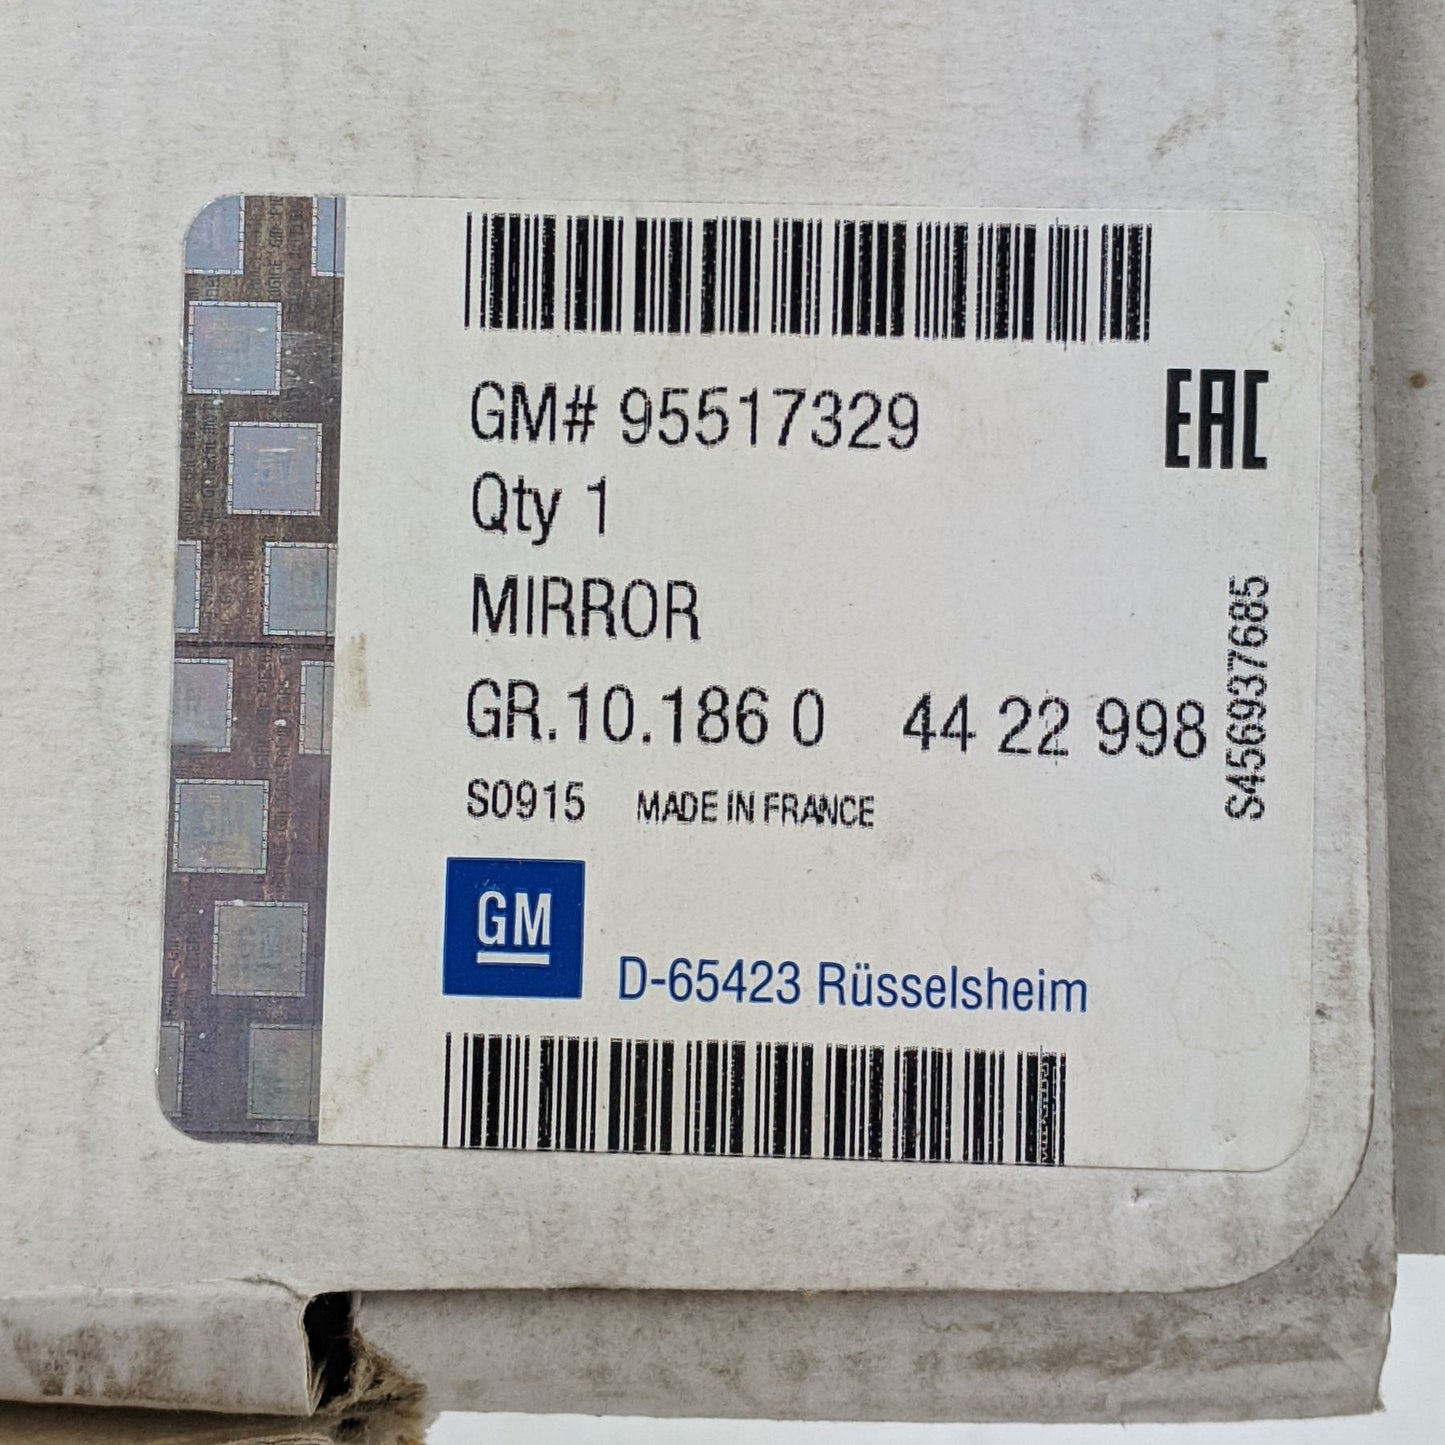 GM# 95517329
EAC
Qty 1
MIRROR
GR.10.186 0 44 22 998
S456937685
S0915 MADE IN FRANCE
GM
D-65423 Rüsselsheim